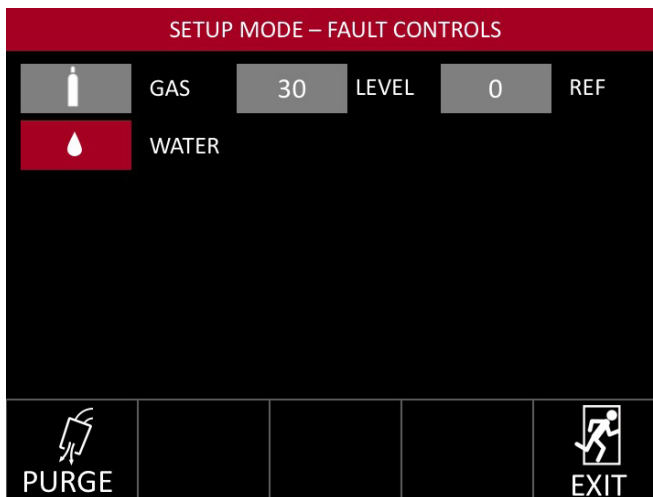 SETUP MODE – FAULT CONTROLS
GAS 30 LEVEL 0 REF
WATER
PURGE EXIT